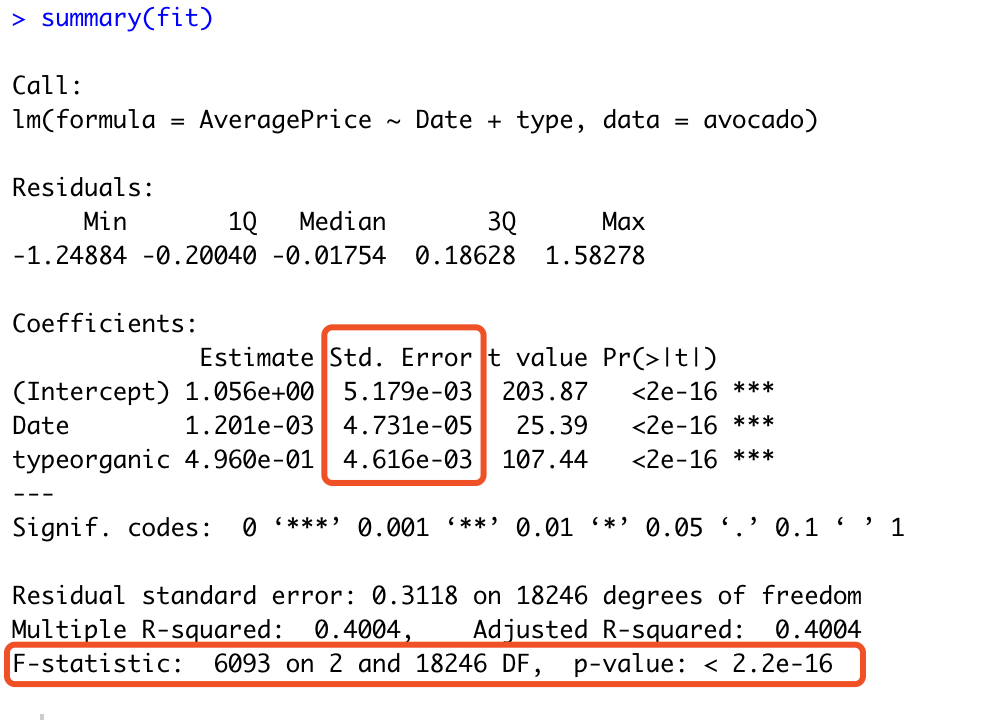 > summary(fit)
Call:
lm(formula = AveragePrice ~ Date + type, data = avocado)
Residuals:
Min 1Q Median 3Q Max
-1.24884 -0.20040 -0.01754 0.18628 1.58278
Coefficients:
Estimate Std. Error t value Pr(>|t|)
(Intercept) 1.056e+00 5.179e-03 203.87 <2e-16 ***
Date 1.201e-03 4.731e-05 25.39 <2e-16 ***
typeorganic 4.960e-01 4.616e-03 107.44 <2e-16 ***
---
Signif. codes: 0 ‘***’ 0.001 ‘**’ 0.01 ‘*’ 0.05 ‘.’ 0.1 ‘ ’ 1
Residual standard error: 0.3118 on 18246 degrees of freedom
Multiple R-squared: 0.4004, Adjusted R-squared: 0.4004
F-statistic: 6093 on 2 and 18246 DF, p-value: < 2.2e-16